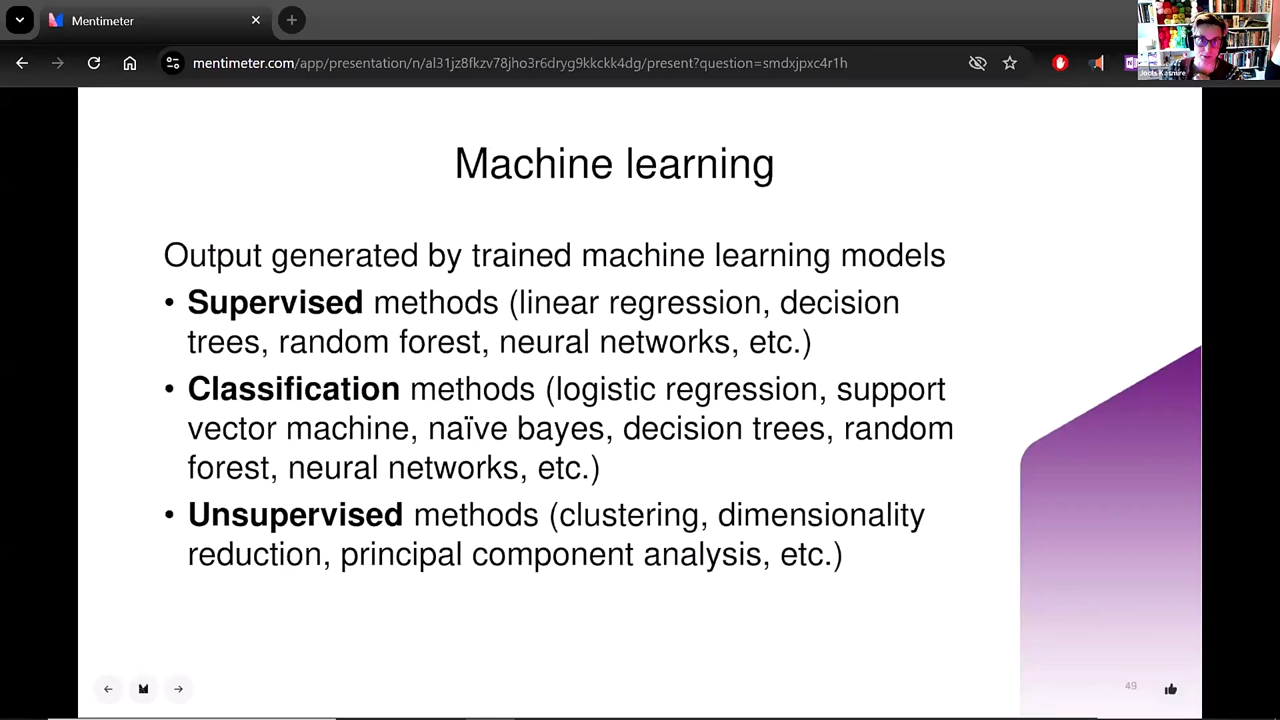 Mentimeter
mentimeter.com/app/presentation/n/al31z8fkzv78jho3r6dryg9kkckk4dg/present?question=smdxjpxc4r1h
Machine learning
Output generated by trained machine learning models
• Supervised methods (linear regression, decision
trees, random forest, neural networks, etc.)
• Classification methods (logistic regression, support
vector machine, naïve bayes, decision trees, random
forest, neural networks, etc.)
• Unsupervised methods (clustering, dimensionality
reduction, principal component analysis, etc.)
49